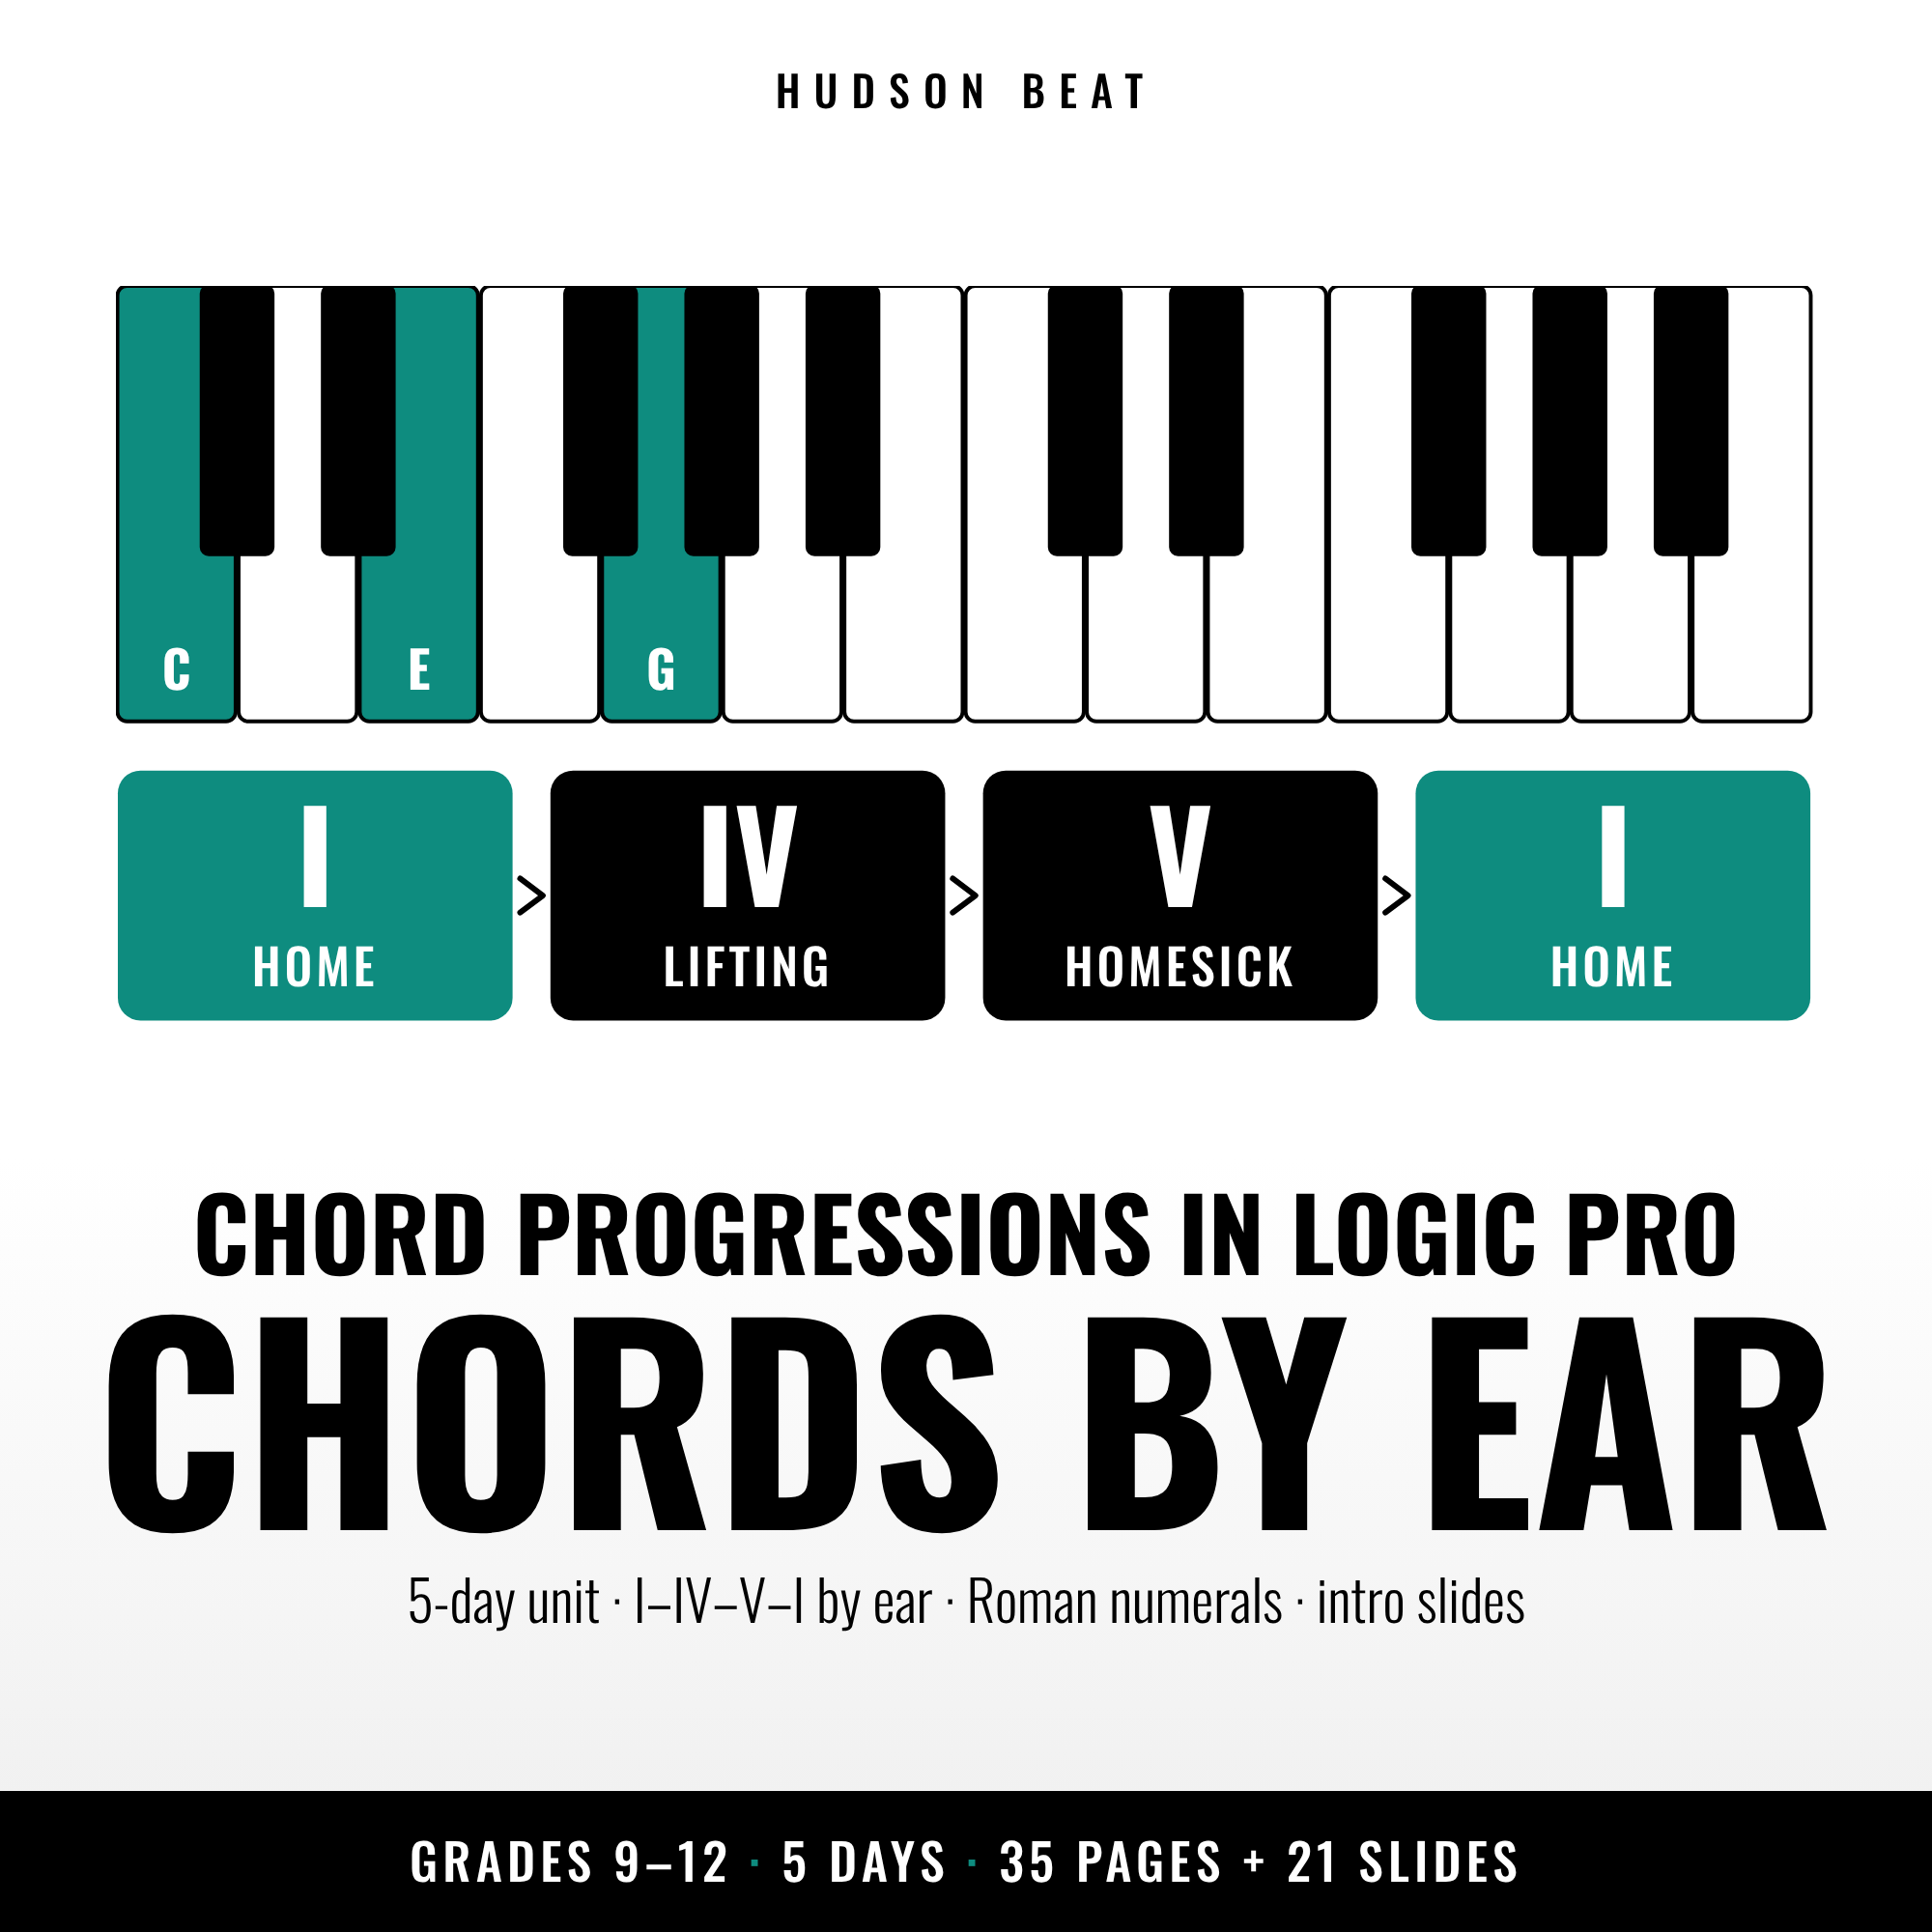 HUDSON BEAT
C E G
I IV V I
> > >
HOME LIFTING HOMESICK HOME
CHORD PROGRESSIONS IN LOGIC PRO
CHORDS BY EAR
5-day unit · I–IV–V–I by ear · Roman numerals · intro slides
GRADES 9–12 · 5 DAYS · 35 PAGES + 21 SLIDES